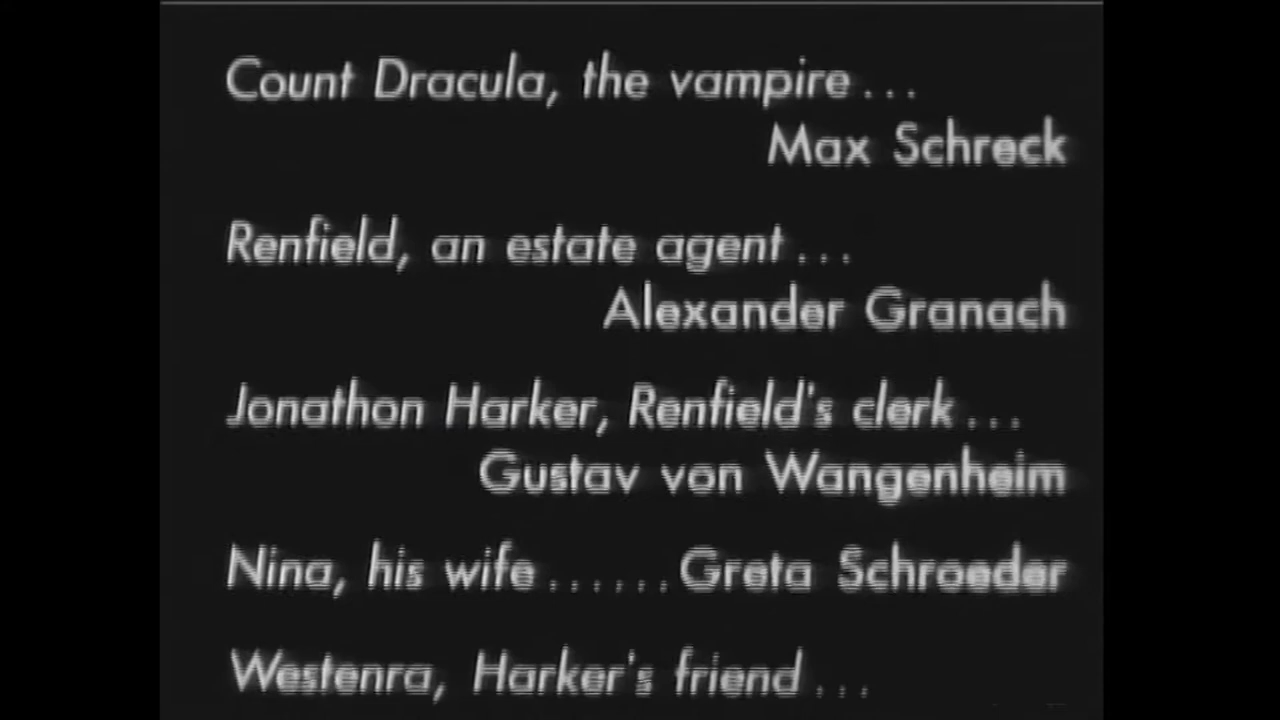 Count Dracula, the vampire...
Max Schreck
Renfield, an estate agent...
Alexander Granach
Jonathon Harker, Renfield's clerk...
Gustav von Wangenheim
Nina, his wife......Greta Schroeder
Westenra, Harker's friend...